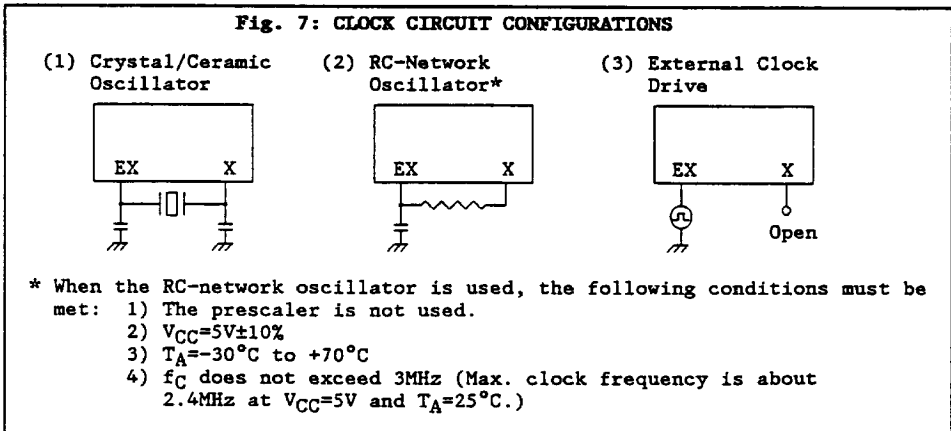 Fig. 7: CLOCK CIRCUIT CONFIGURATIONS
(1) Crystal/Ceramic Oscillator
(2) RC-Network Oscillator*
(3) External Clock Drive
EX X
EX X
EX X
Open
* When the RC-network oscillator is used, the following conditions must be
met: 1) The prescaler is not used.
2) VCC=5V±10%
3) TA=-30°C to +70°C
4) fC does not exceed 3MHz (Max. clock frequency is about
2.4MHz at VCC=5V and TA=25°C.)